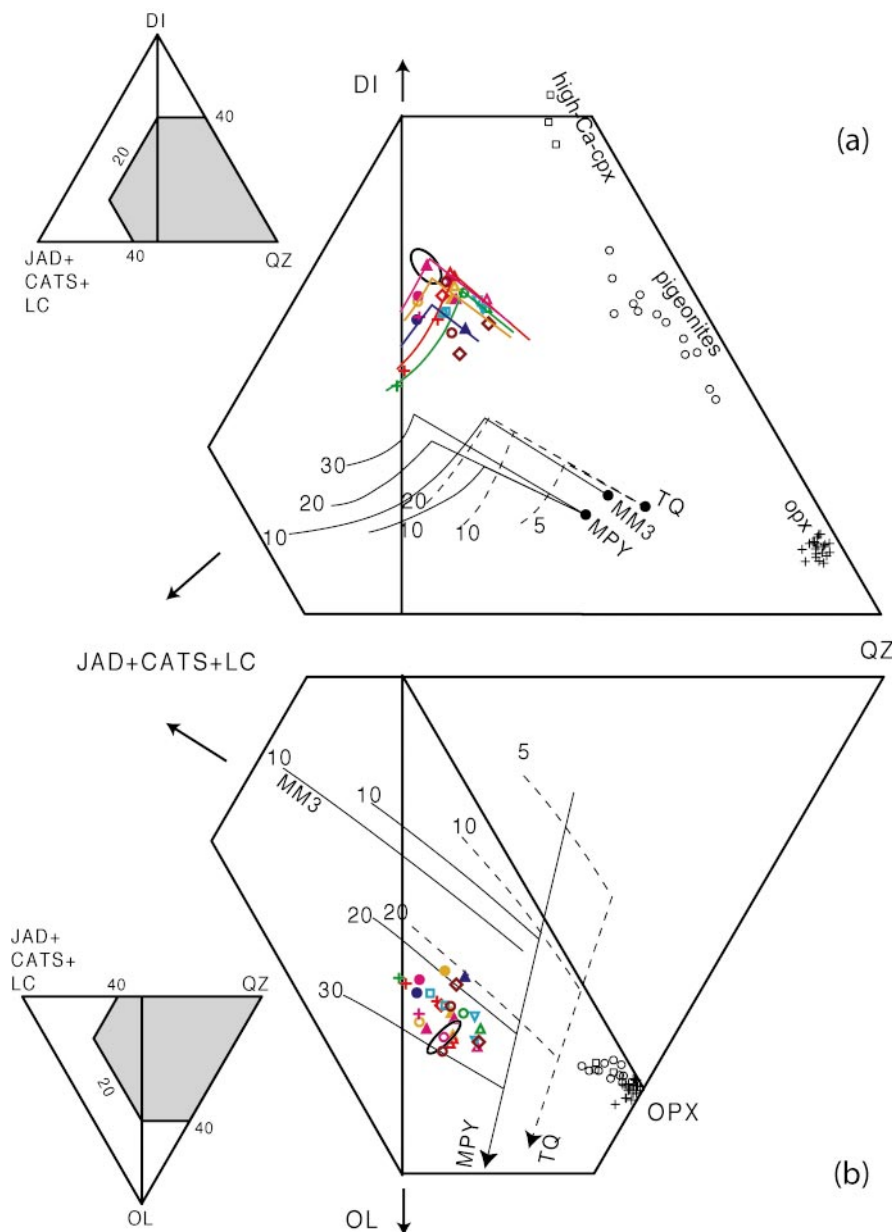 DI
40
20
JAD+
CATS+
LC
40
QZ
DI
high-Ca-cpx
(a)
pigeonites
30
20
10
20
10
10
5
MM3
TQ
MPY
opx
JAD+CATS+LC
QZ
10
MM3
10
5
10
20
20
30
OPX
MPY
TQ
JAD+
CATS+
LC
40
QZ
20
40
OL
OL
(b)